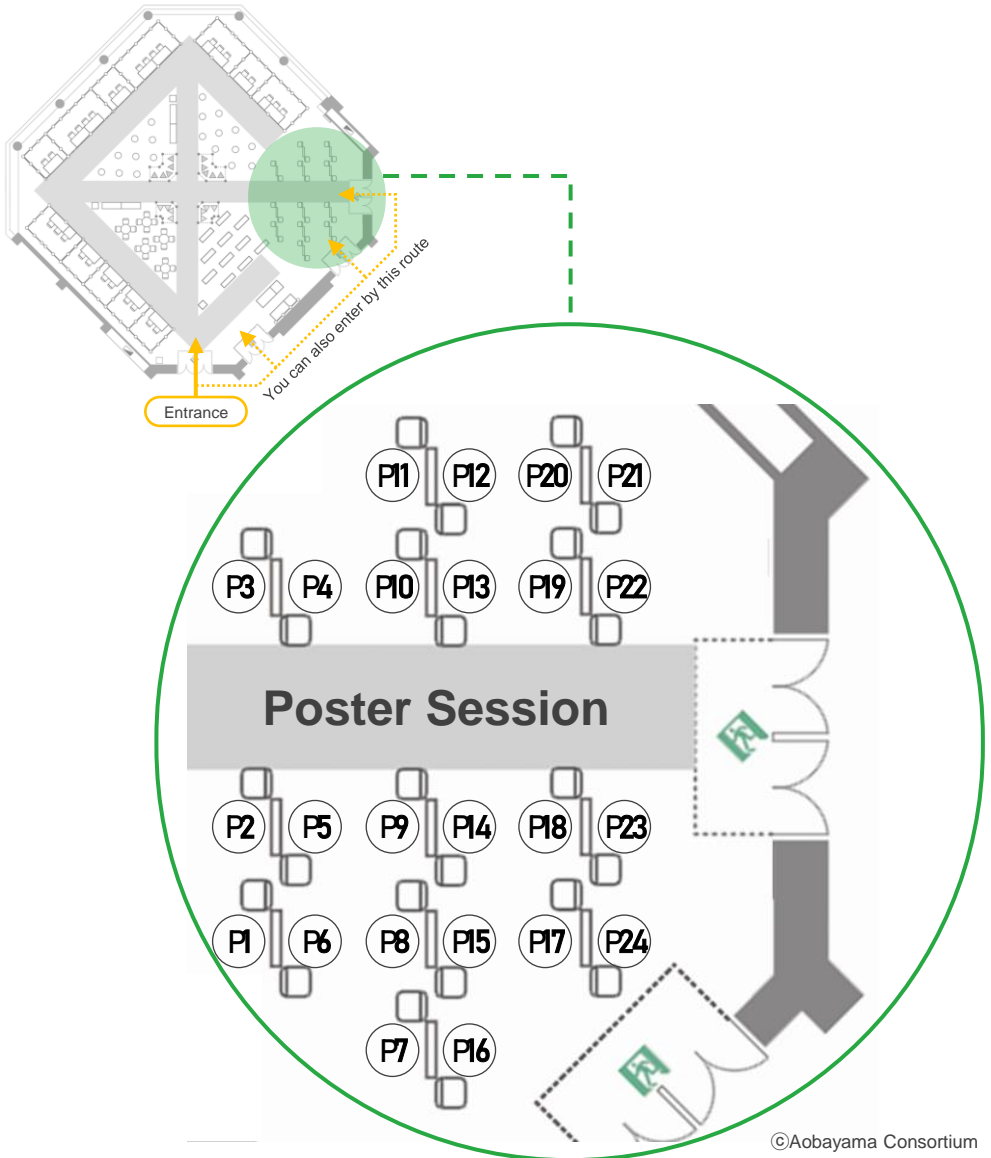 You can also enter by this route
Entrance
P11 P12 P20 P21
P3 P4 P10 P13 P19 P22
Poster Session
P2 P5 P9 P14 P18 P23
P1 P6 P8 P15 P17 P24
P7 P16
©Aobayama Consortium